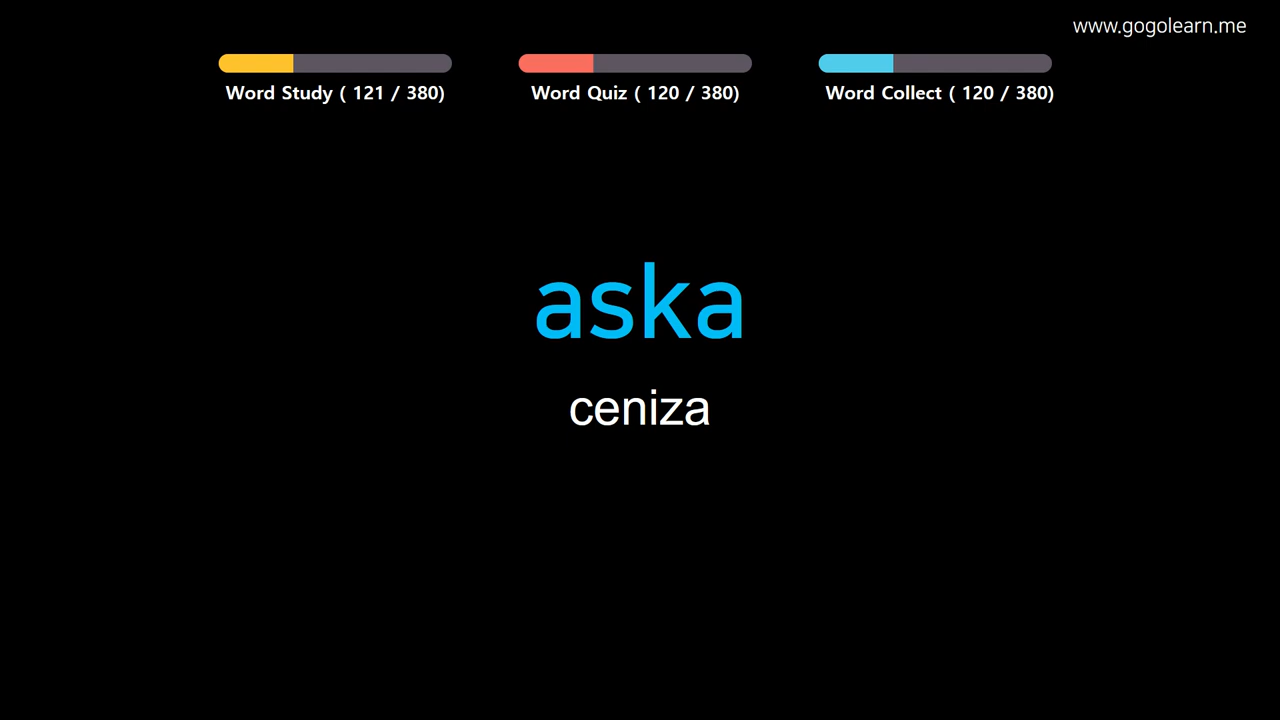 www.gogolearn.me
Word Study ( 121 / 380)
Word Quiz ( 120 / 380)
Word Collect ( 120 / 380)
aska
ceniza